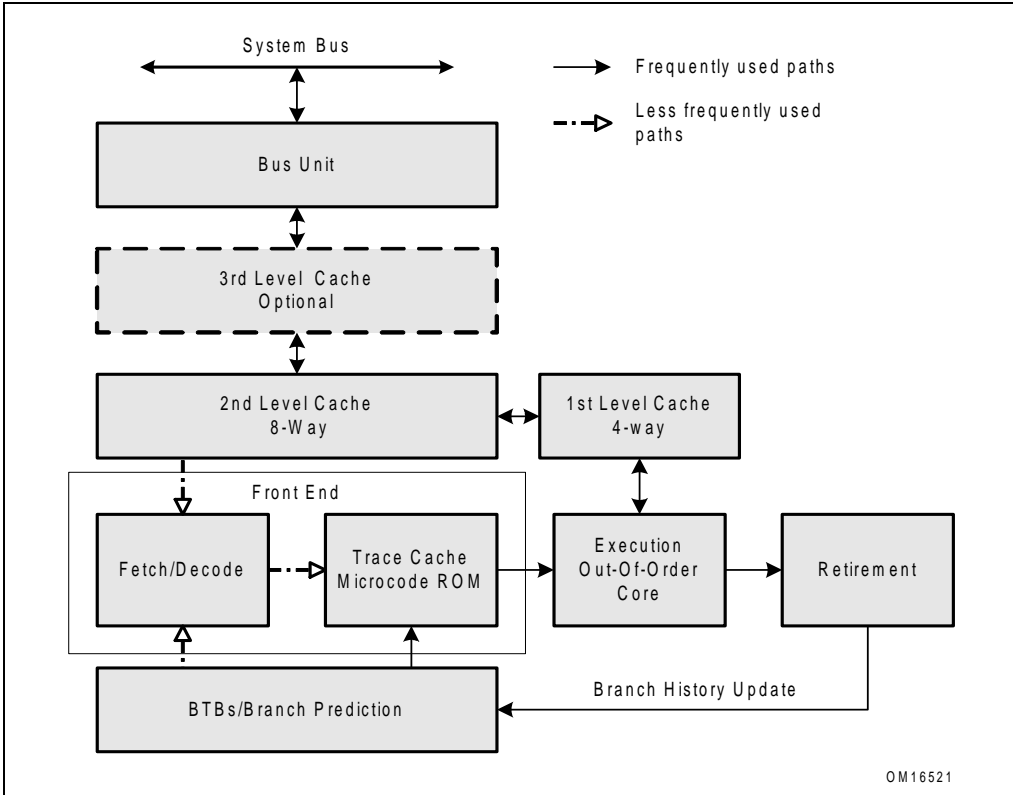 System Bus
Frequently used paths
Less frequently used
paths
Bus Unit
3rd Level Cache
Optional
2nd Level Cache
8-Way
1st Level Cache
4-way
Front End
Fetch/Decode
Trace Cache
Microcode ROM
Execution
Out-Of-Order
Core
Retirement
Branch History Update
BTBs/Branch Prediction
OM16521